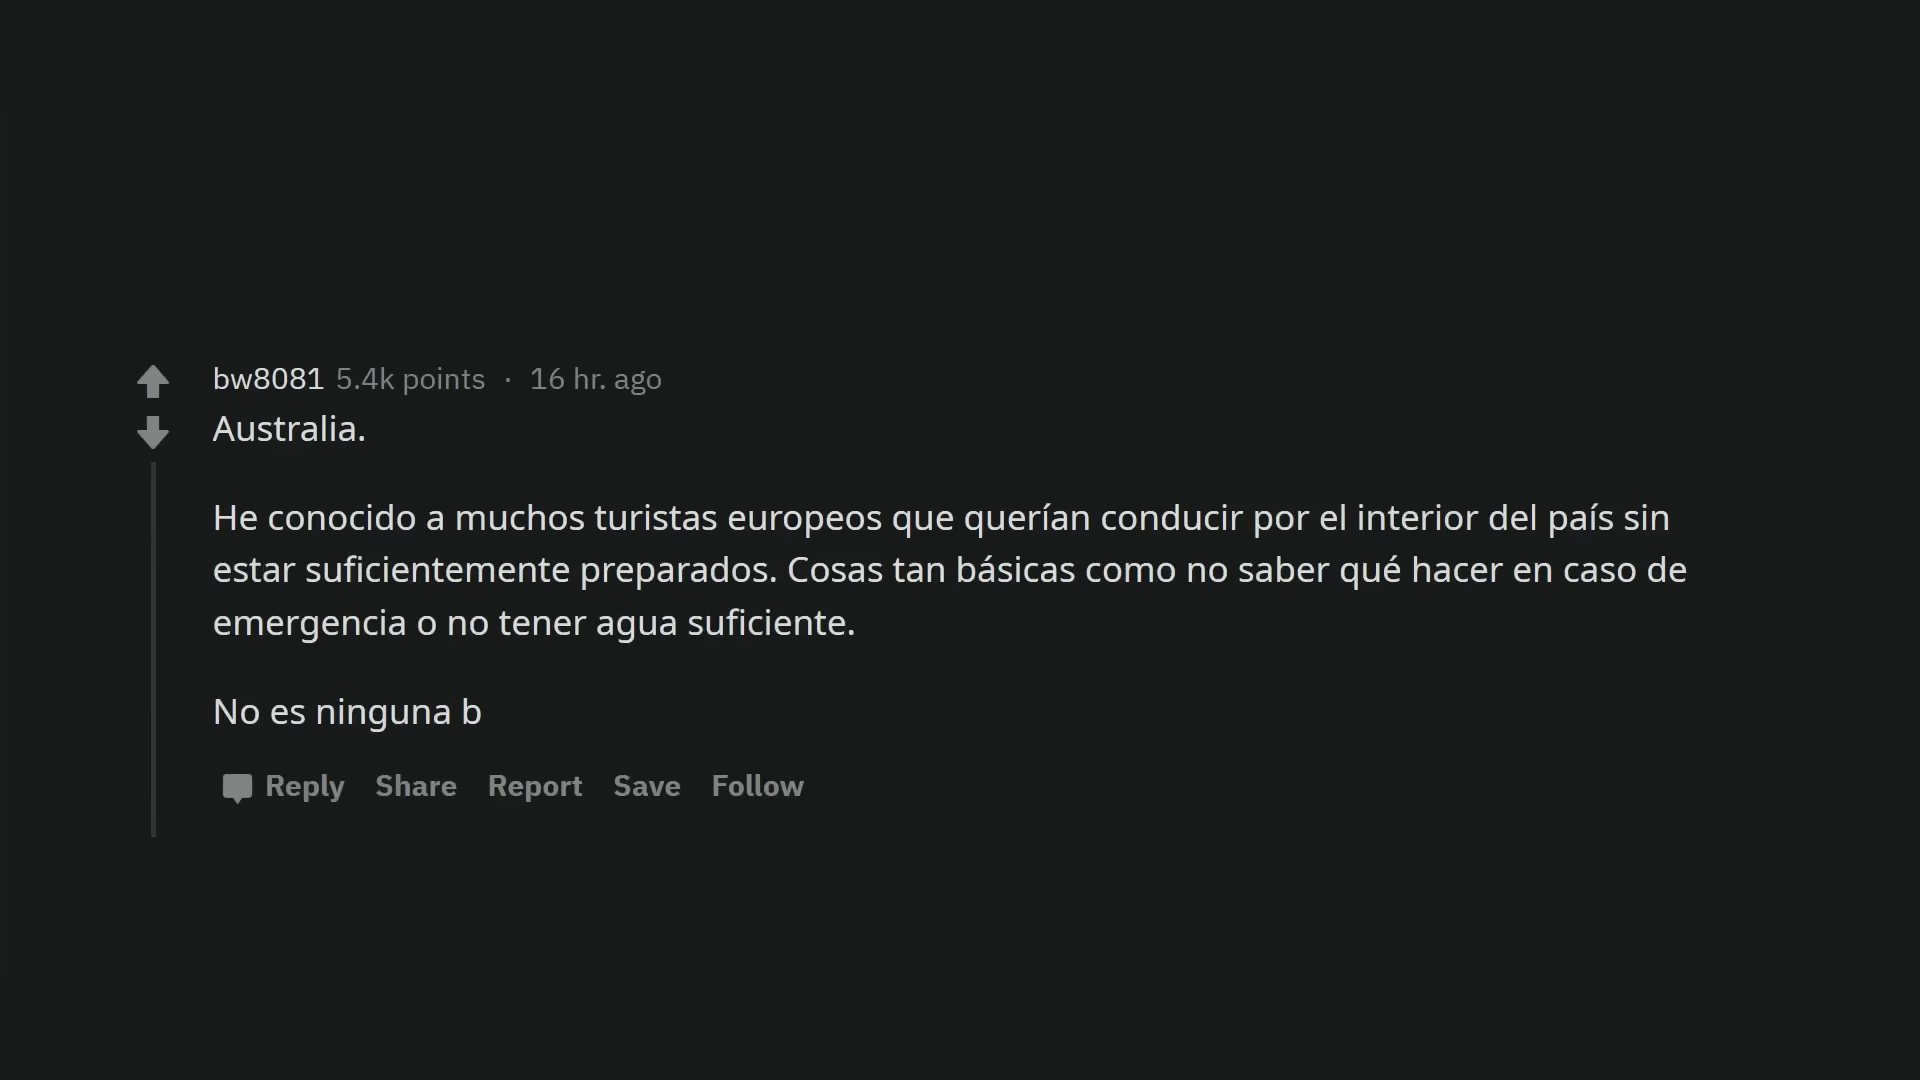 bw8081 5.4k points · 16 hr. ago
Australia.
He conocido a muchos turistas europeos que querían conducir por el interior del país sin
estar suficientemente preparados. Cosas tan básicas como no saber qué hacer en caso de
emergencia o no tener agua suficiente.
No es ninguna b
Reply Share Report Save Follow